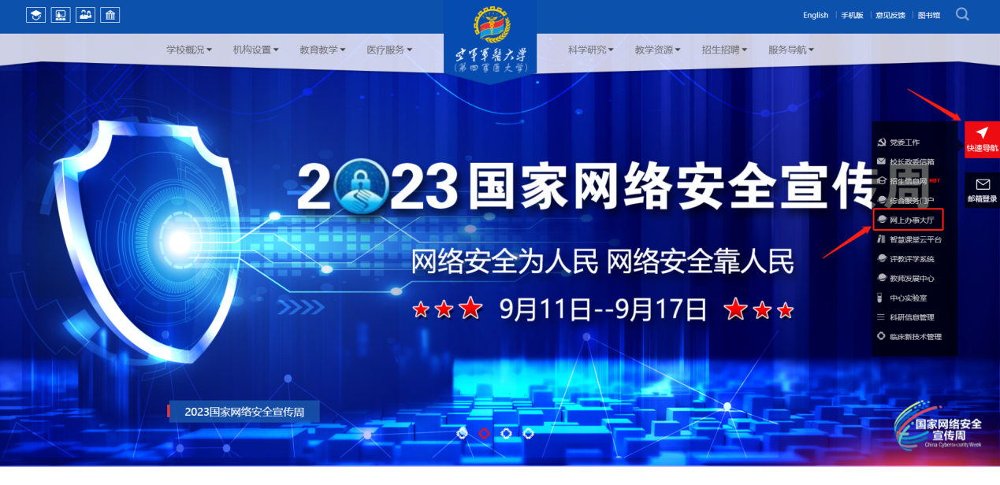 English 手机版 意见反馈 图书馆
学校概况 机构设置 教育教学 医疗服务 科学研究 教学资源 招生招聘 服务导航
空军军医大学
(第四军医大学)
快速导航
邮箱登录
党委工作
校长政委信箱
招生信息网 HOT
综合服务门户
网上办事大厅
智慧课堂云平台
评教评学系统
教师发展中心
中心实验室
科研信息管理
临床新技术管理
2023国家网络安全宣传周
网络安全为人民 网络安全靠人民
9月11日--9月17日
2023国家网络安全宣传周
国家网络安全
宣传周
China Cybersecurity Week